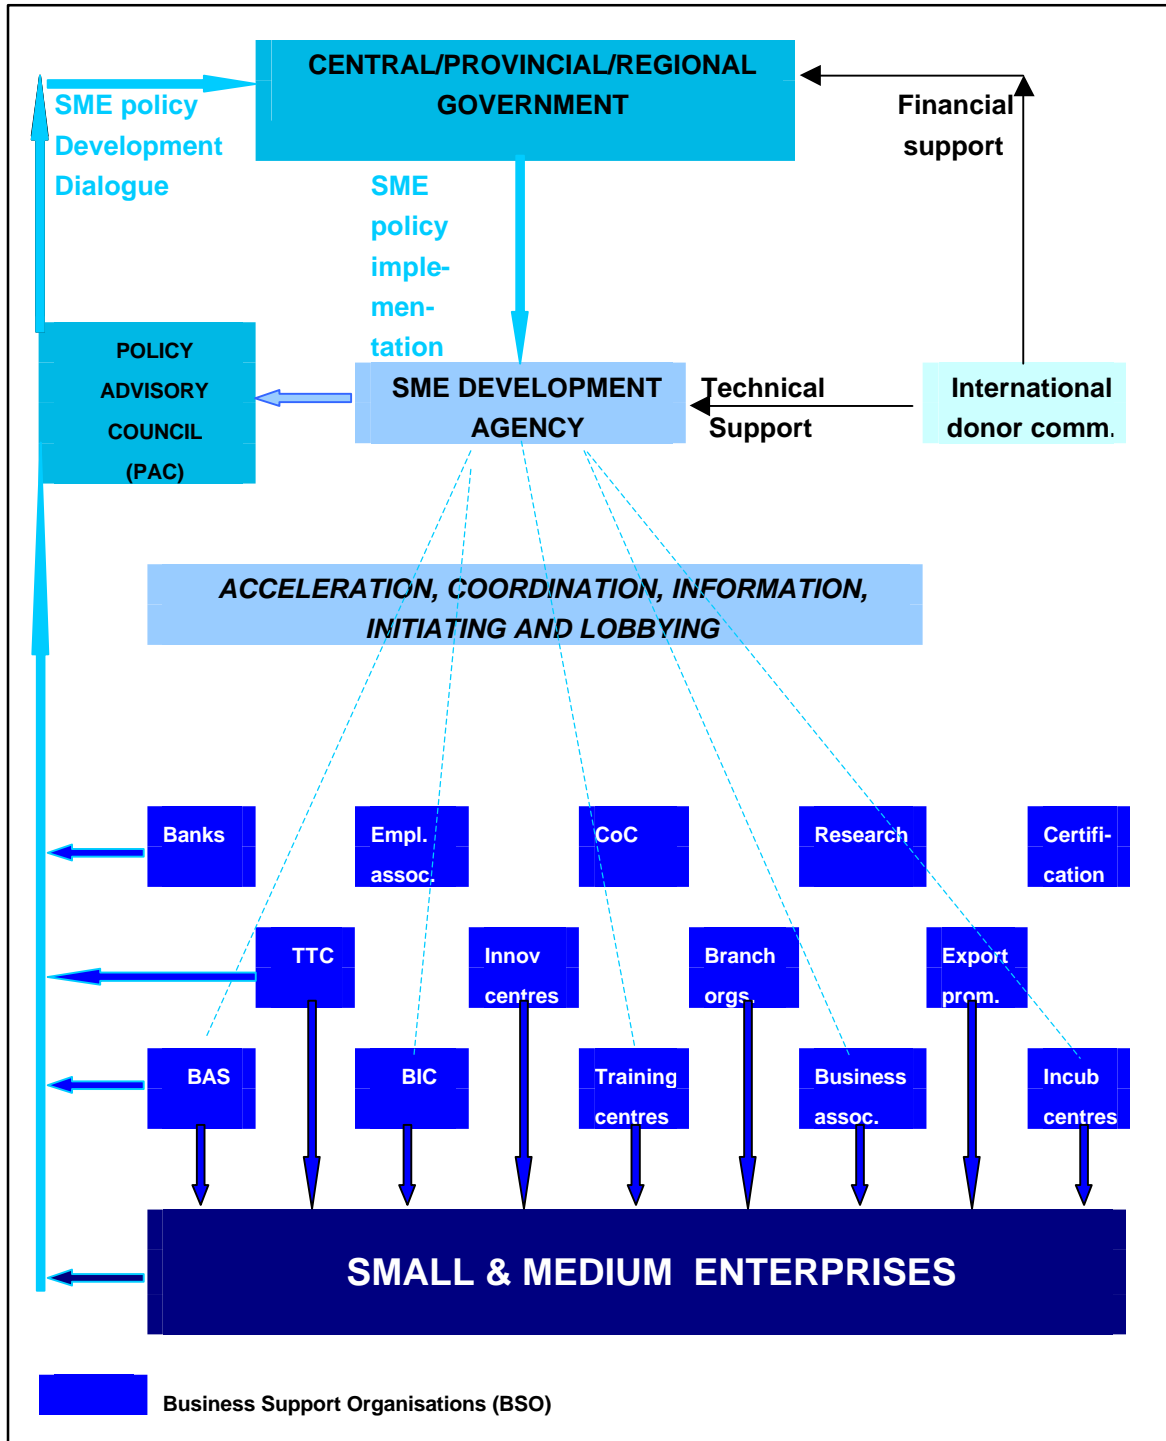 CENTRAL/PROVINCIAL/REGIONAL
GOVERNMENT
SME policy
Development
Dialogue
Financial
support
SME
policy
imple-
men-
tation
POLICY
ADVISORY
COUNCIL
(PAC)
SME DEVELOPMENT
AGENCY
Technical
Support
International
donor comm.
ACCELERATION, COORDINATION, INFORMATION,
INITIATING AND LOBBYING
Banks
Empl.
assoc.
CoC
Research
Certifi-
cation
TTC
Innov
centres
Branch
orgs.
Export
prom.
BAS
BIC
Training
centres
Business
assoc.
Incub
centres
SMALL & MEDIUM ENTERPRISES
Business Support Organisations (BSO)